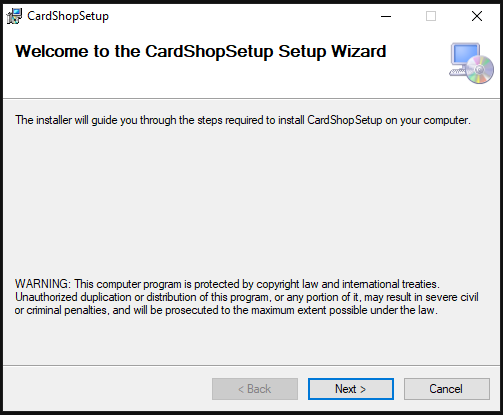 CardShopSetup
Welcome to the CardShopSetup Setup Wizard
The installer will guide you through the steps required to install CardShopSetup on your computer.
WARNING: This computer program is protected by copyright law and international treaties.
Unauthorized duplication or distribution of this program, or any portion of it, may result in severe civil
or criminal penalties, and will be prosecuted to the maximum extent possible under the law.
< Back
Next >
Cancel